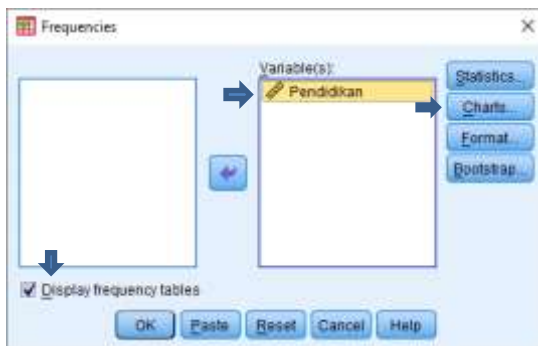 Frequencies
Variable(s):
Pendidikan
Statistics...
Charts...
Format...
Bootstrap...
Display frequency tables
OK Paste Reset Cancel Help